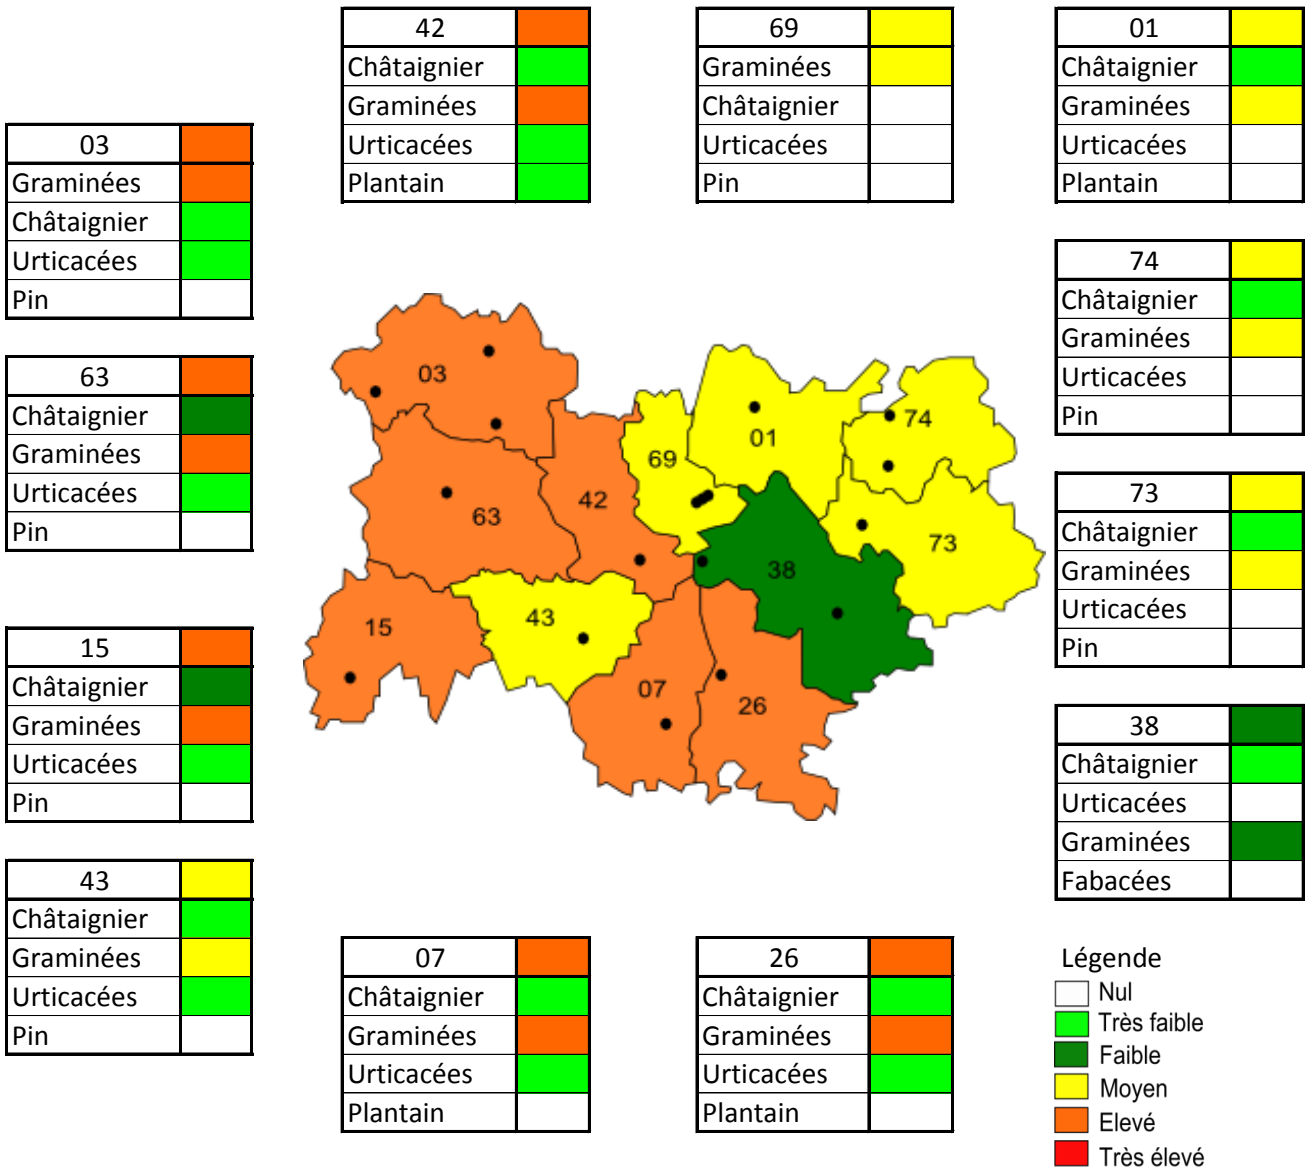 42
Châtaignier
Graminées
Urticacées
Plantain
69
Graminées
Châtaignier
Urticacées
Pin
01
Châtaignier
Graminées
Urticacées
Plantain
03
Graminées
Châtaignier
Urticacées
Pin
74
Châtaignier
Graminées
Urticacées
Pin
63
Châtaignier
Graminées
Urticacées
Pin
03
74
01
69
42
63
73
38
43
15
07
26
73
Châtaignier
Graminées
Urticacées
Pin
15
Châtaignier
Graminées
Urticacées
Pin
38
Châtaignier
Urticacées
Graminées
Fabacées
43
Châtaignier
Graminées
Urticacées
Pin
07
Châtaignier
Graminées
Urticacées
Plantain
26
Châtaignier
Graminées
Urticacées
Plantain
Légende
Nul
Très faible
Faible
Moyen
Elevé
Très élevé